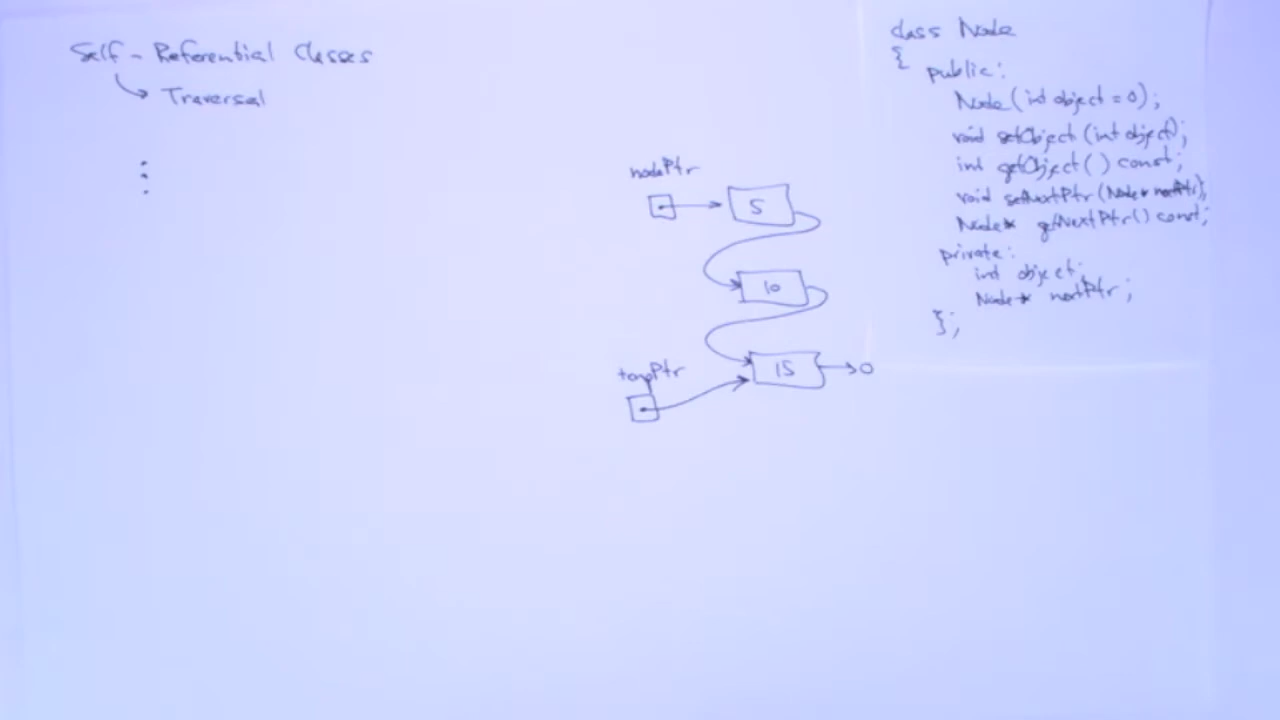 Self - Referential Classes
Traversal
nodePtr
5
10
tempPtr
15
0
class Node
{
public:
Node (int object = 0);
void setObject (int object);
int getObject () const;
void setNextPtr (Node* nextPtr);
Node* getNextPtr() const;
private:
int object;
Node* nextPtr;
};